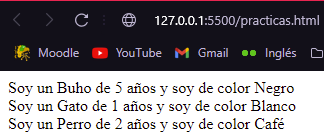 127.0.0.1:5500/practicas.html
Moodle YouTube Gmail Inglés
Soy un Buho de 5 años y soy de color Negro
Soy un Gato de 1 años y soy de color Blanco
Soy un Perro de 2 años y soy de color Café